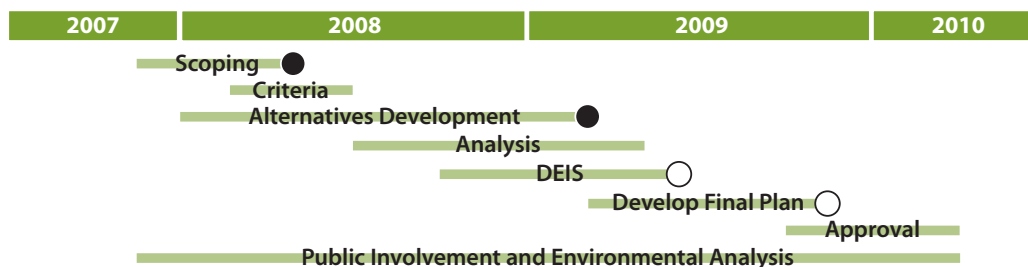 2007 2008 2009 2010
Scoping
Criteria
Alternatives Development
Analysis
DEIS
Develop Final Plan
Approval
Public Involvement and Environmental Analysis